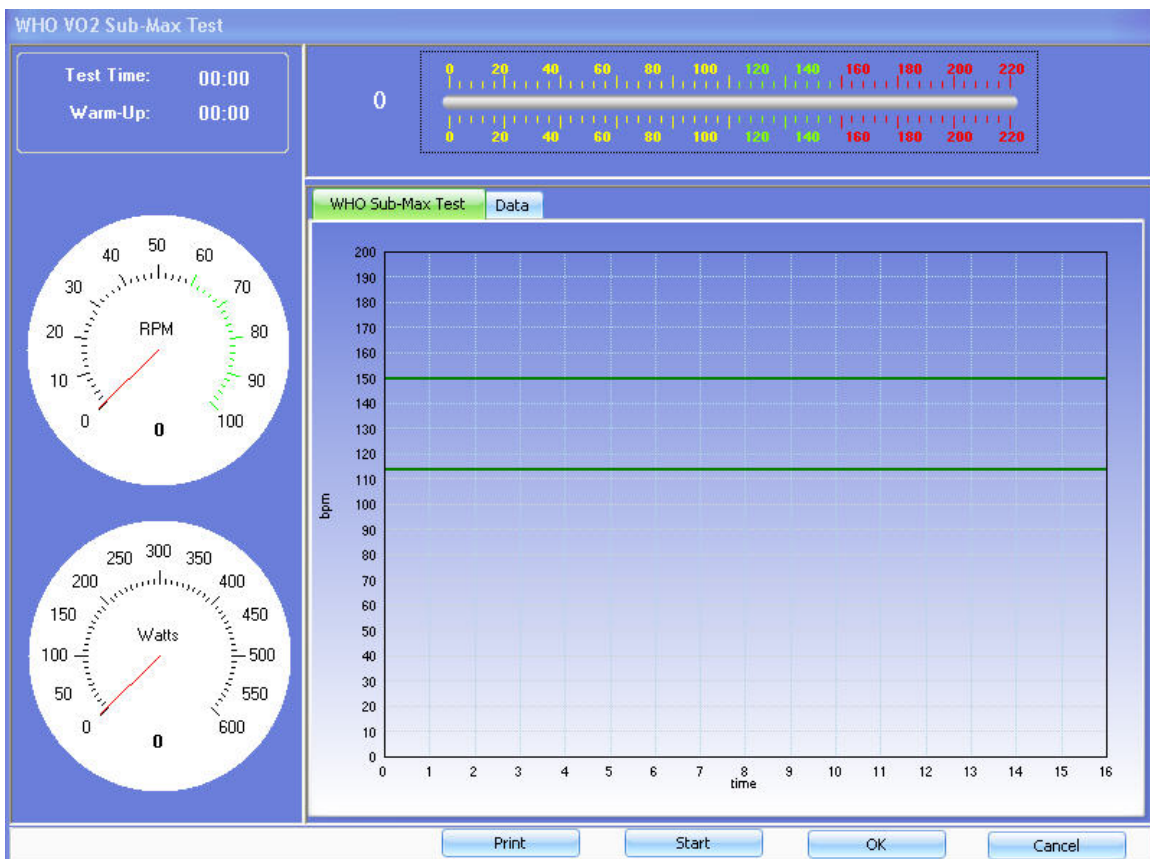 WHO VO2 Sub-Max Test
Test Time: 00:00
Warm-Up: 00:00
0
0 20 40 60 80 100 120 140 160 180 200 220
0 20 40 60 80 100 120 140 160 180 200 220
WHO Sub-Max Test Data
0 10 20 30 40 50 60 70 80 90 100
RPM
0
0 50 100 150 200 250 300 350 400 450 500 550 600
Watts
0
200
190
180
170
160
150
140
130
120
110
100
90
80
70
60
50
40
30
20
10
0
bpm
0 1 2 3 4 5 6 7 8 9 10 11 12 13 14 15 16
time
Print Start OK Cancel